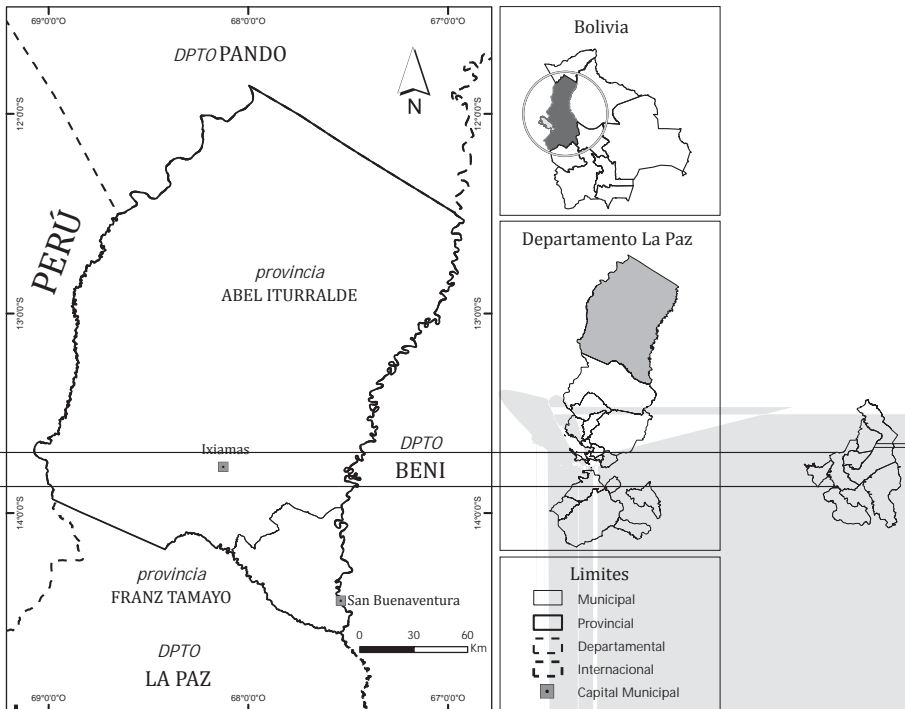 69°0'0"O
68°0'0"O
67°0'0"O
DPTO PANDO
N
12°0'0"S
12°0'0"S
PERÚ
provincia
ABEL ITURRALDE
13°0'0"S
13°0'0"S
Ixiamas
DPTO
BENI
14°0'0"S
14°0'0"S
provincia
FRANZ TAMAYO
San Buenaventura
0 30 60
Km
DPTO
LA PAZ
69°0'0"O
68°0'0"O
67°0'0"O
Bolivia
Departamento La Paz
Limites
Municipal
Provincial
Departamental
Internacional
Capital Municipal